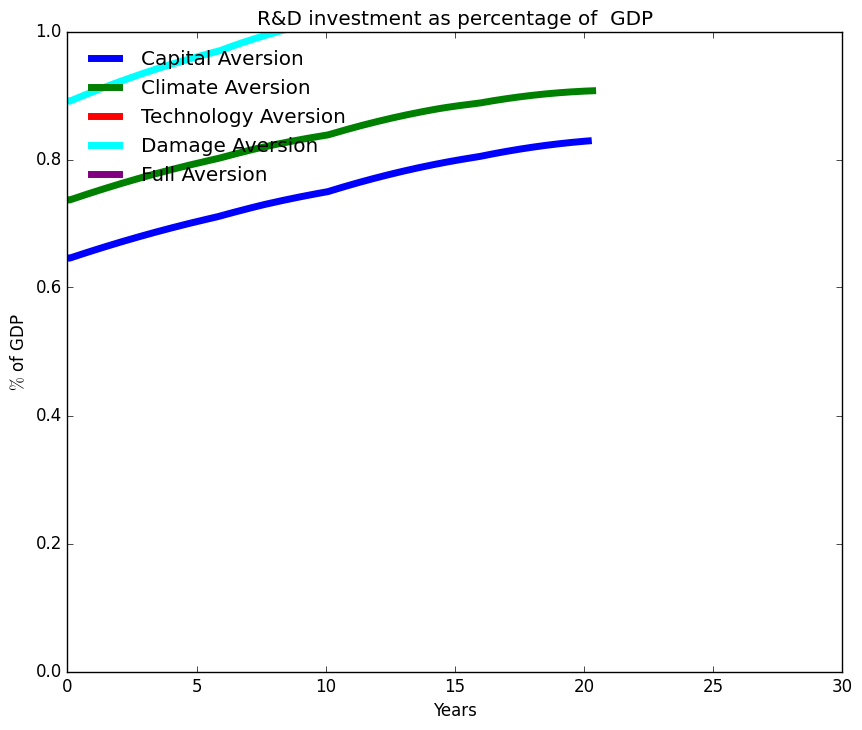 R&D investment as percentage of  GDP
1.0
0.8
0.6
0.4
0.2
0.0
% of GDP
Capital Aversion
Climate Aversion
Technology Aversion
Damage Aversion
Full Aversion
0 5 10 15 20 25 30
Years